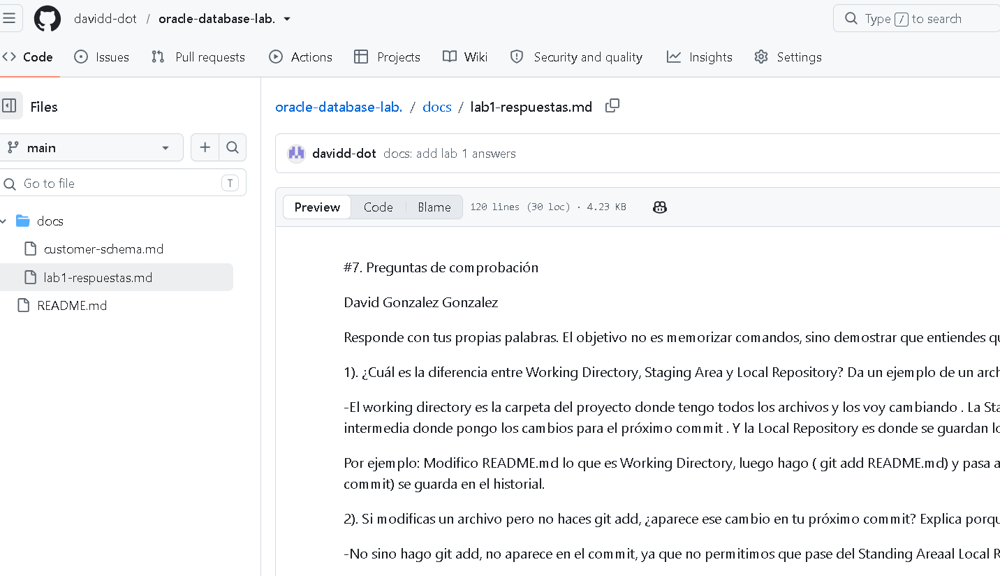 davidd-dot / oracle-database-lab.
Type / to search
Code Issues Pull requests Actions Projects Wiki Security and quality Insights Settings
Files
main
Go to file T
docs
customer-schema.md
lab1-respuestas.md
README.md
oracle-database-lab. / docs / lab1-respuestas.md
davidd-dot docs: add lab 1 answers
Preview Code Blame 120 lines (30 loc) · 4.23 KB
#7. Preguntas de comprobación
David Gonzalez Gonzalez
Responde con tus propias palabras. El objetivo no es memorizar comandos, sino demostrar que entiendes
1). ¿Cuál es la diferencia entre Working Directory, Staging Area y Local Repository? Da un ejemplo de un
-El working directory es la carpeta del proyecto donde tengo todos los archivos y los voy cambiando . La
intermedia donde pongo los cambios para el próximo commit . Y la Local Repository es donde se guardan
Por ejemplo: Modifico README.md lo que es Working Directory, luego hago ( git add README.md) y pasa a
commit) se guarda en el historial.
2). Si modificas un archivo pero no haces git add, ¿aparece ese cambio en tu próximo commit? Explica
-No sino hago git add, no aparece en el commit, ya que no permitimos que pase del Standing Areaal Local